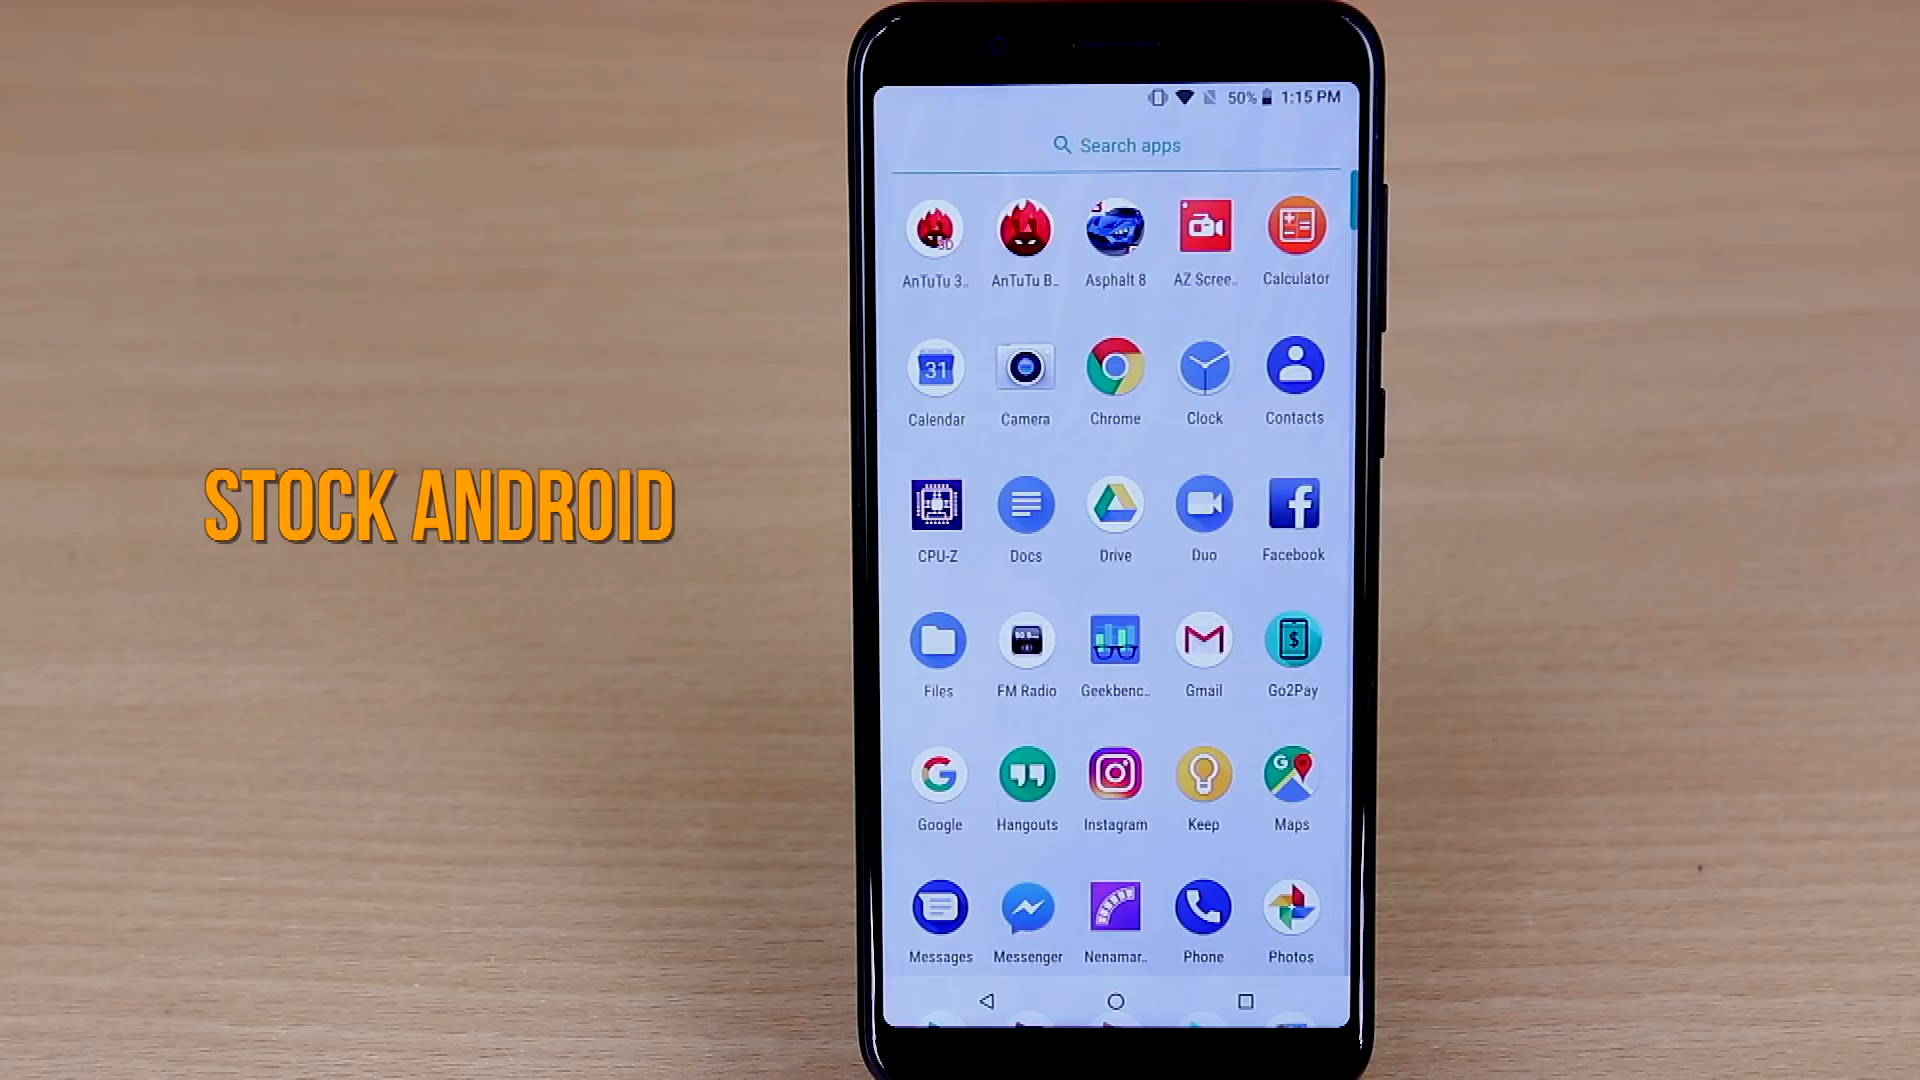 50% 1:15 PM
Search apps
AnTuTu 3.. AnTuTu B.. Asphalt 8 AZ Scree.. Calculator
31
Calendar Camera Chrome Clock Contacts
CPU-Z Docs Drive Duo Facebook
STOCK ANDROID
Files FM Radio Geekbenc.. Gmail Go2Pay
Google Hangouts Instagram Keep Maps
Messages Messenger Nenamar.. Phone Photos